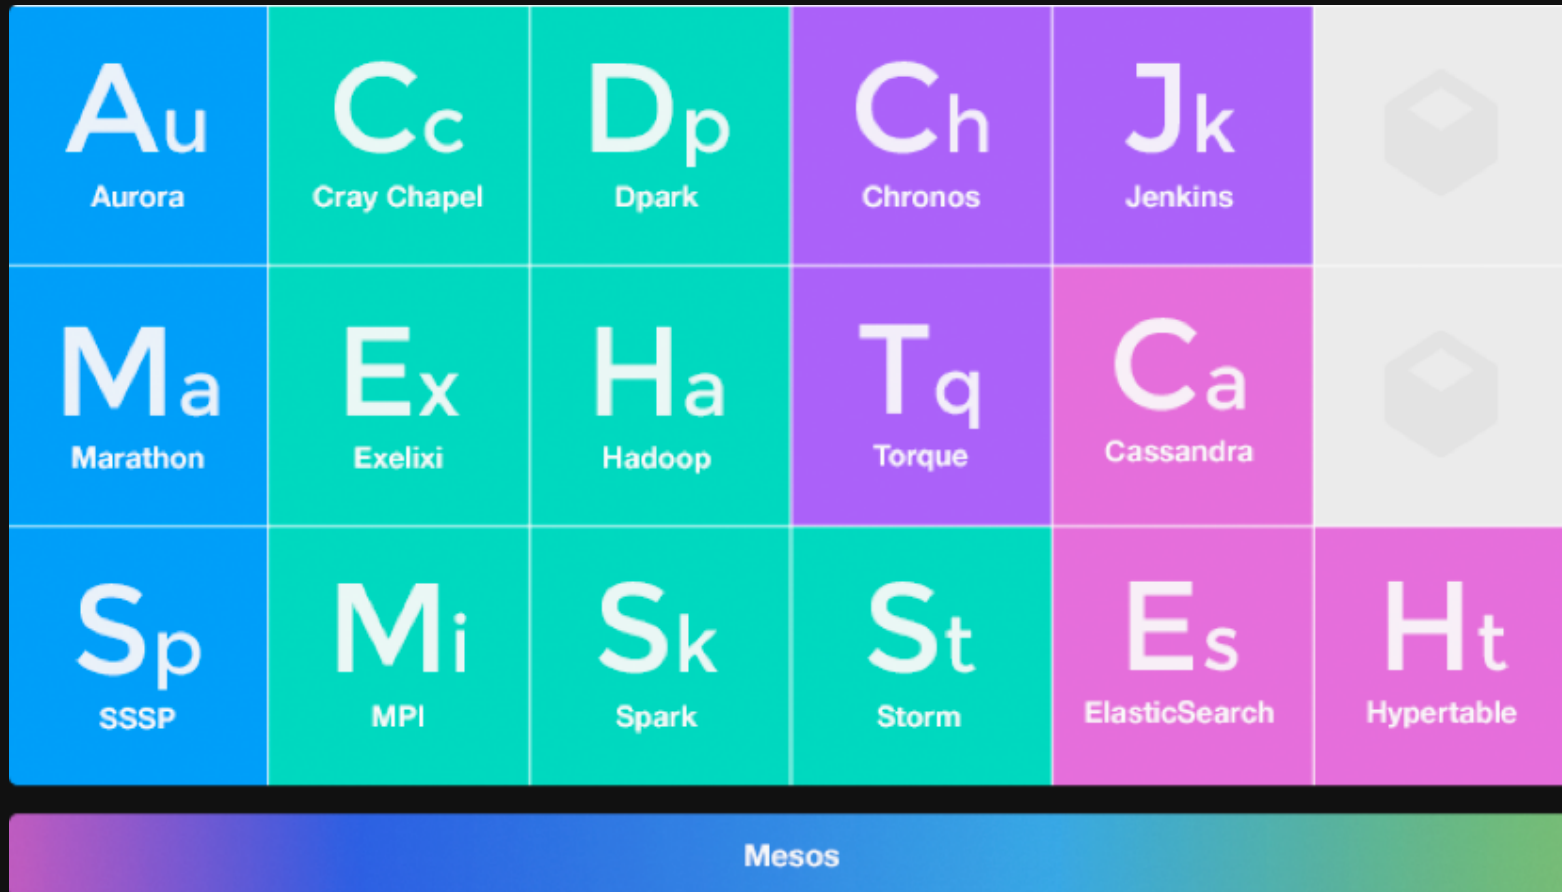 Au Cc Dp Ch Jk
Aurora Cray Chapel Dpark Chronos Jenkins
Ma Ex Ha Tq Ca
Marathon Exelixi Hadoop Torque Cassandra
Sp Mi Sk St Es Ht
SSSP MPI Spark Storm ElasticSearch Hypertable
Mesos